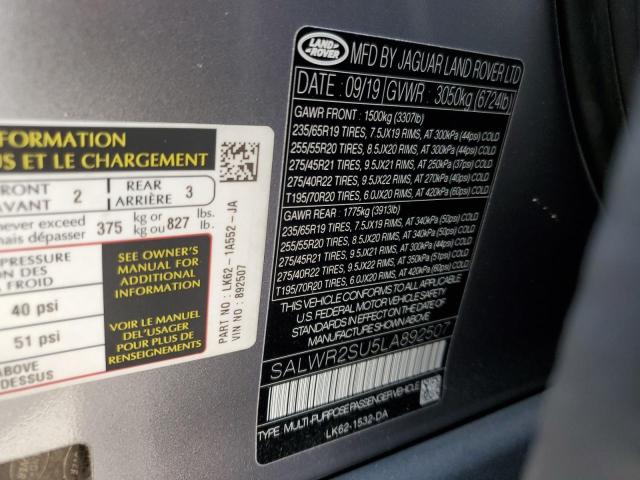 FORMATION
US ET LE CHARGEMENT
FRONT
AVANT
2
REAR
ARRIÈRE
3
never exceed
mais dépasser
375
kg or
kg ou
827
lbs.
lb.
PRESSURE
ION DES
FROID
SEE OWNER'S
MANUAL FOR
ADDITIONAL
INFORMATION
40 psi
51 psi
VOIR LE MANUEL
DE L'USAGER
POUR PLUS DE
RENSEIGNEMENTS
ABOVE
DESSUS
PART NO : LK62 - 1A552 - JA
VIN NO : 892507
LAND
ROVER
MFD BY JAGUAR LAND ROVER LTD
DATE : 09/19 GVWR : 3050kg (6724lb)
GAWR FRONT : 1500kg (3307lb)
235/65R19 TIRES, 7.5JX19 RIMS, AT 300kPa (44psi) COLD
255/55R20 TIRES, 8.5JX20 RIMS, AT 300kPa (44psi) COLD
275/45R21 TIRES, 9.5JX21 RIMS, AT 250kPa (37psi) COLD
275/40R22 TIRES, 9.5JX22 RIMS, AT 270kPa (40psi) COLD
T195/70R20 TIRES, 6.0JX20 RIMS, AT 420kPa (60psi) COLD
GAWR REAR : 1775kg (3913lb)
235/65R19 TIRES, 7.5JX19 RIMS, AT 340kPa (50psi) COLD
255/55R20 TIRES, 8.5JX20 RIMS, AT 340kPa (50psi) COLD
275/45R21 TIRES, 9.5JX21 RIMS, AT 300kPa (44psi) COLD
275/40R22 TIRES, 9.5JX22 RIMS, AT 350kPa (51psi) COLD
T195/70R20 TIRES, 6.0JX20 RIMS, AT 420kPa (60psi) COLD
THIS VEHICLE CONFORMS TO ALL APPLICABLE
U.S. FEDERAL MOTOR VEHICLE SAFETY
STANDARDS IN EFFECT ON THE DATE OF
MANUFACTURE SHOWN ABOVE
SALWR2SU5LA892507
TYPE : MULTI-PURPOSE PASSENGER VEHICLE
LK62-1532-DA